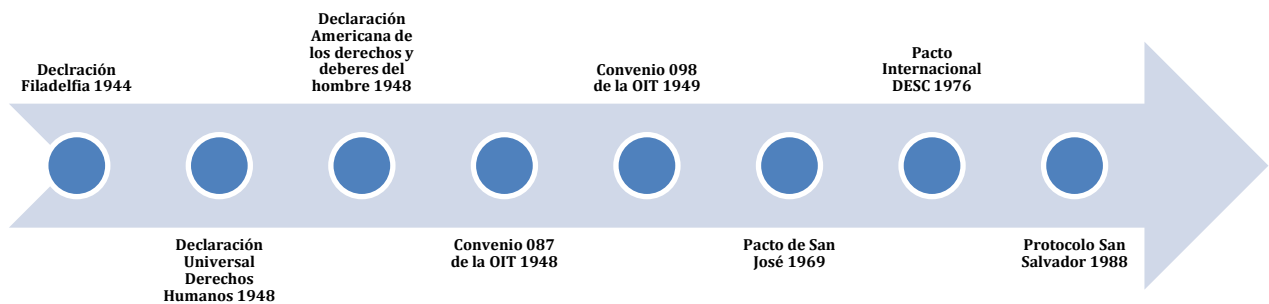 Declración
Filadelfia 1944
Declaración
Universal
Derechos
Humanos 1948
Declaración
Americana de
los derechos y
deberes del
hombre 1948
Convenio 087
de la OIT 1948
Convenio 098
de la OIT 1949
Pacto de San
José 1969
Pacto
Internacional
DESC 1976
Protocolo San
Salvador 1988